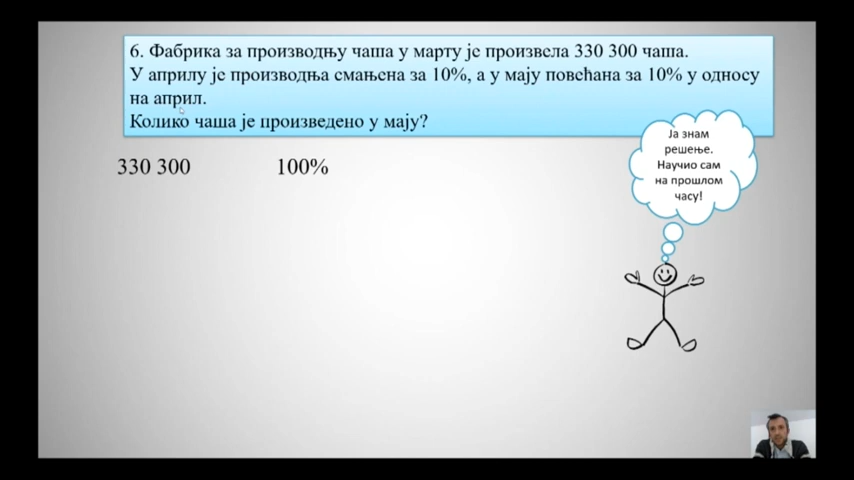 6. Фабрика за производњу чаша у марту је произвела 330 300 чаша.
У априлу је производња смањена за 10%, а у мају повећана за 10% у односу
на април.
Колико чаша је произведено у мају?
330 300 100%
Ја знам
решење.
Научио сам
на прошлом
часу!